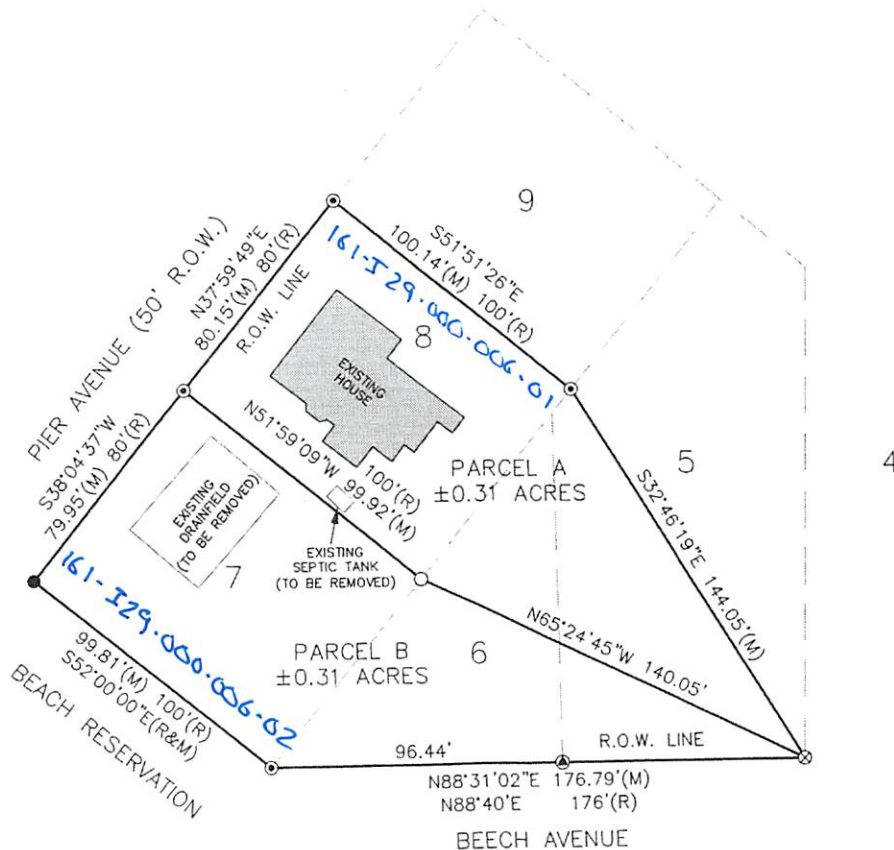 9
S51°51'26"E
100.14'(M) 100'(R)
N37°59'49"E
80.15'(M) 80'(R)
R.O.W. LINE
PIER AVENUE (50' R.O.W.)
161-I29.000-006-01
8
EXISTING
HOUSE
S38°04'37"W
79.95'(M) 80'(R)
N51°59'09"W 100'(R)
99.92'(M)
PARCEL A
±0.31 ACRES
5
4
S32°46'19"E 144.05'(M)
EXISTING
DRAINFIELD
(TO BE REMOVED)
EXISTING
SEPTIC TANK
(TO BE REMOVED)
7
161-I29.000-006-02
N65°24'45"W 140.05'
PARCEL B
±0.31 ACRES
6
99.81'(M) 100'(R)
S52°00'00"E(R&M)
BEACH RESERVATION
96.44'
R.O.W. LINE
N88°31'02"E 176.79'(M)
N88°40'E 176'(R)
BEECH AVENUE